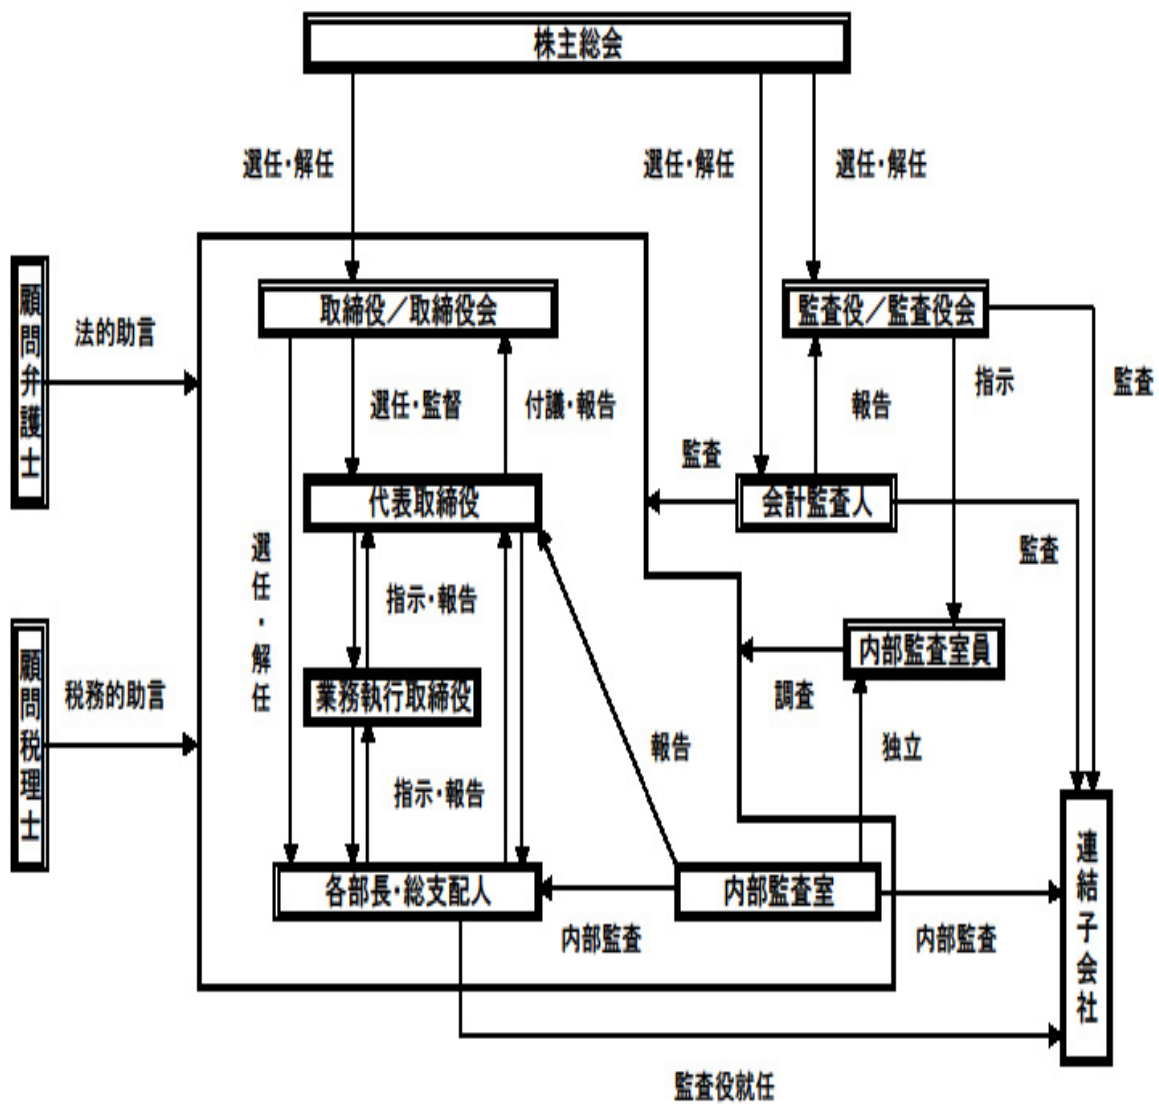 株主総会
選任・解任
選任・解任
選任・解任
顧問弁護士
法的助言
取締役／取締役会
監査役／監査役会
選任・監督
付議・報告
報告
指示
監査
監査
代表取締役
会計監査人
監査
選任・解任
指示・報告
顧問税理士
税務的助言
業務執行取締役
内部監査室員
調査
独立
報告
指示・報告
各部長・総支配人
内部監査室
内部監査
内部監査
連結子会社
監査役就任